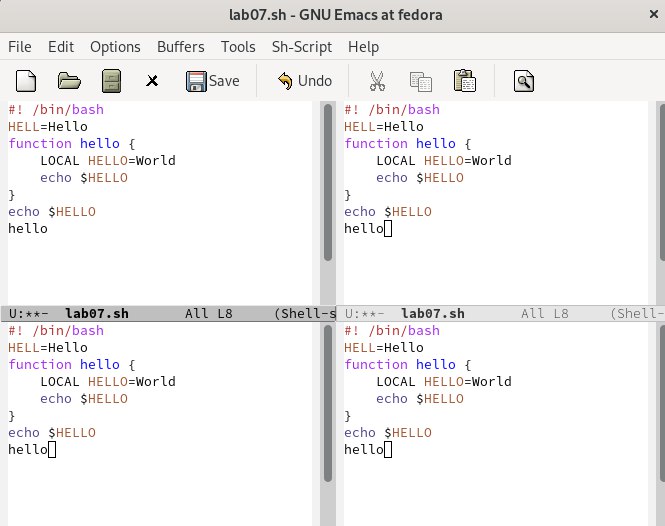 lab07.sh - GNU Emacs at fedora
File Edit Options Buffers Tools Sh-Script Help
Save Undo
#! /bin/bash
HELL=Hello
function hello {
    LOCAL HELLO=World
    echo $HELLO
}
echo $HELLO
hello
U:**-  lab07.sh       All L8     (Shell-s
#! /bin/bash
HELL=Hello
function hello {
    LOCAL HELLO=World
    echo $HELLO
}
echo $HELLO
hello
U:**-  lab07.sh       All L8     (Shell-
#! /bin/bash
HELL=Hello
function hello {
    LOCAL HELLO=World
    echo $HELLO
}
echo $HELLO
hello
#! /bin/bash
HELL=Hello
function hello {
    LOCAL HELLO=World
    echo $HELLO
}
echo $HELLO
hello